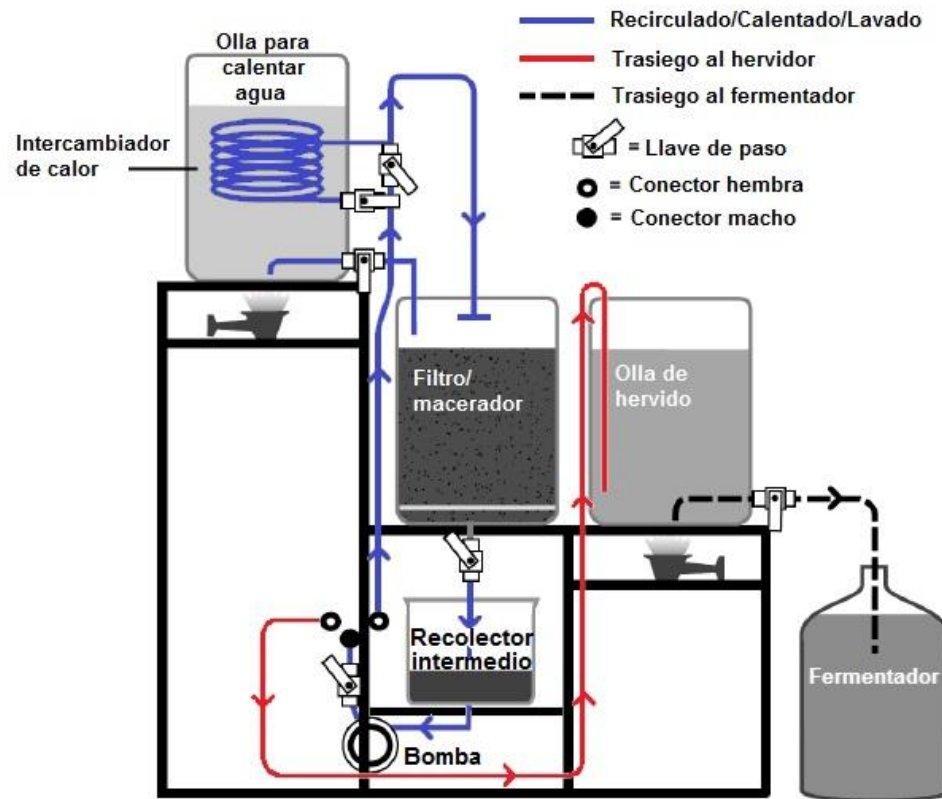 Olla para
calentar
agua
Intercambiador
de calor
Recirculado/Calentado/Lavado
Trasiego al hervidor
Trasiego al fermentador
= Llave de paso
= Conector hembra
= Conector macho
Filtro/
macerador
Olla de
hervido
Recolector
intermedio
Fermentador
Bomba